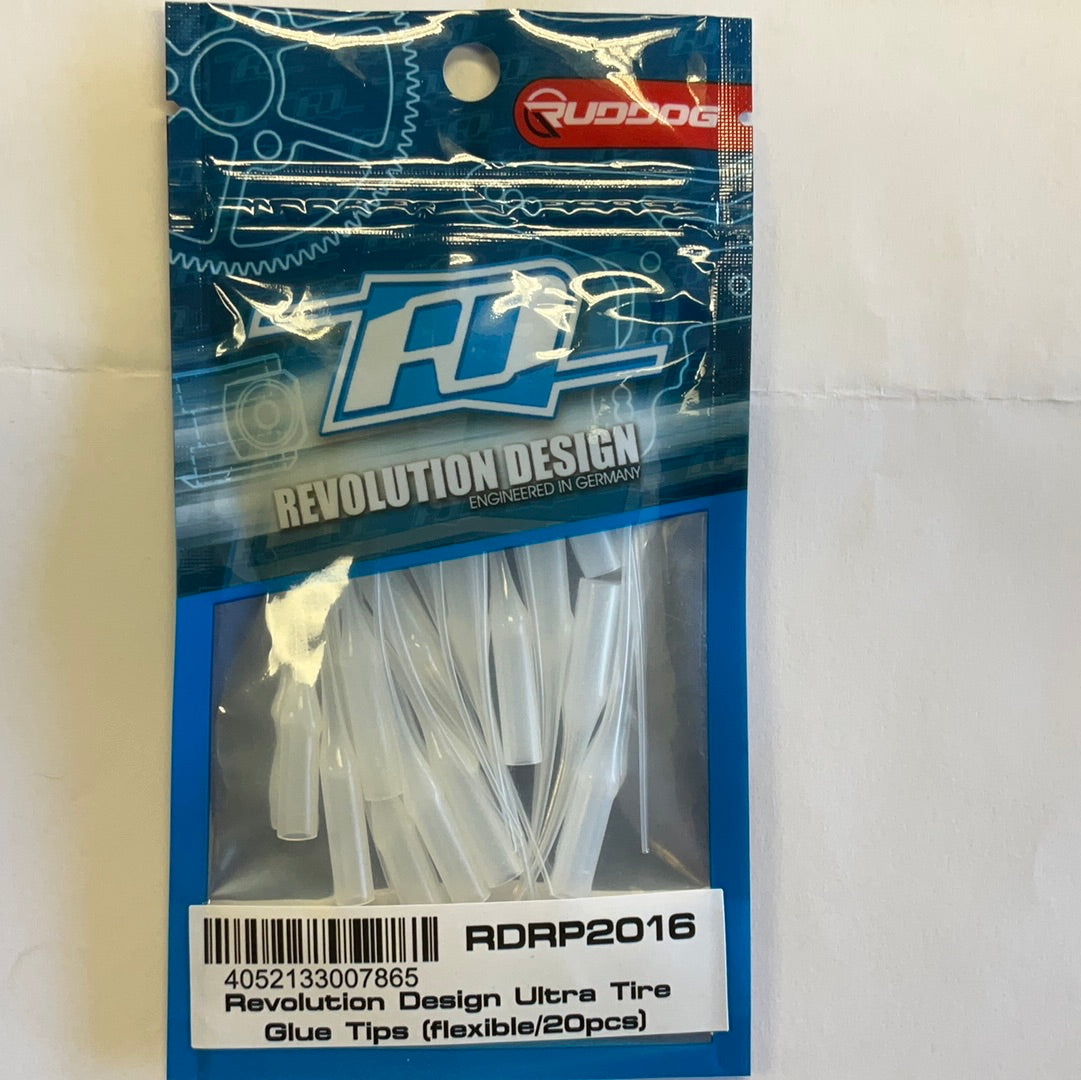 RUDDOG
RD
REVOLUTION DESIGN
ENGINEERED IN GERMANY
RDRP2016
4052133007865
Revolution Design Ultra Tire
Glue Tips (flexible/20pcs)